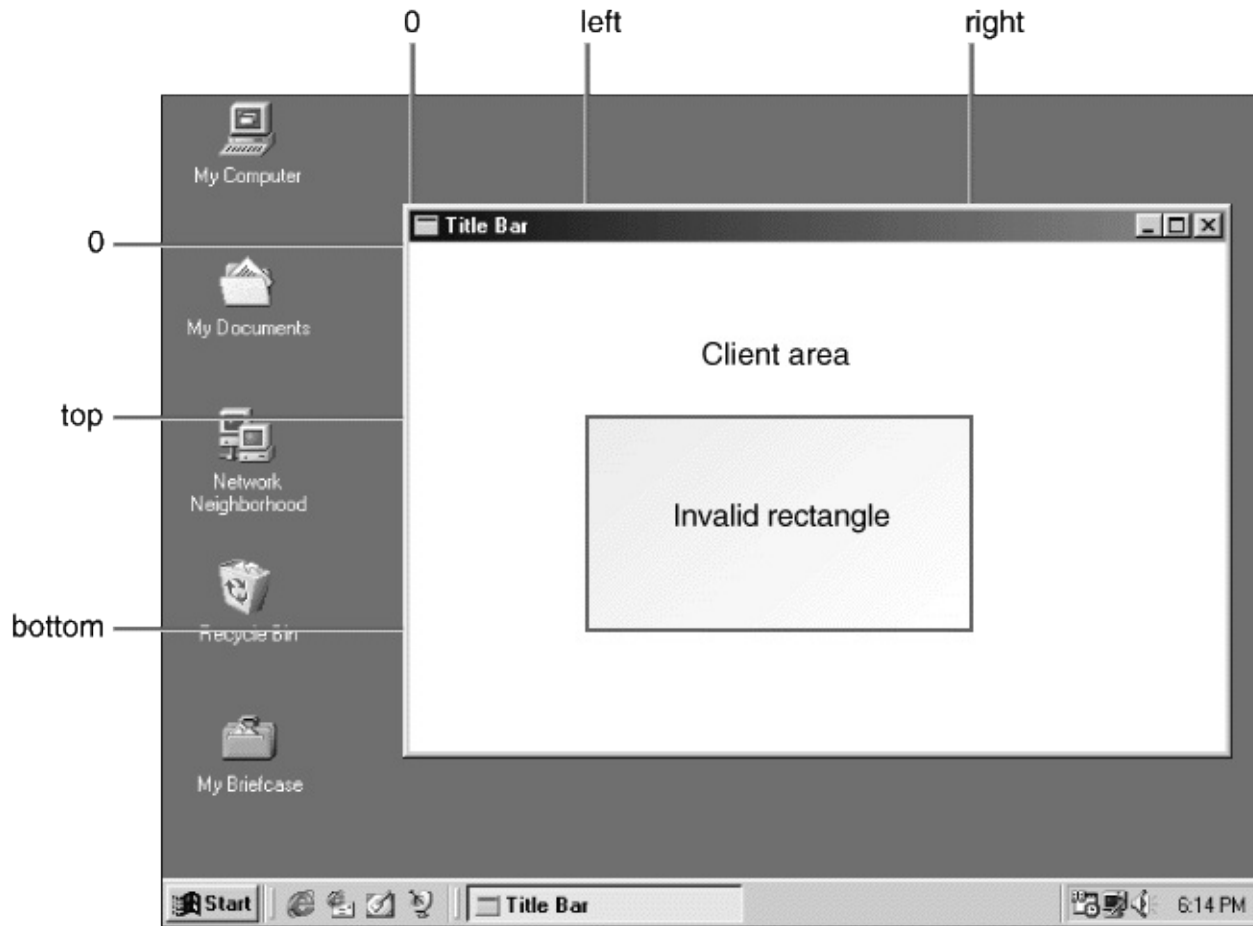 0 left right
My Computer
Title Bar
0
My Documents
Client area
top
Network
Neighborhood
Invalid rectangle
bottom
Recycle Bin
My Briefcase
Start Title Bar 6:14 PM